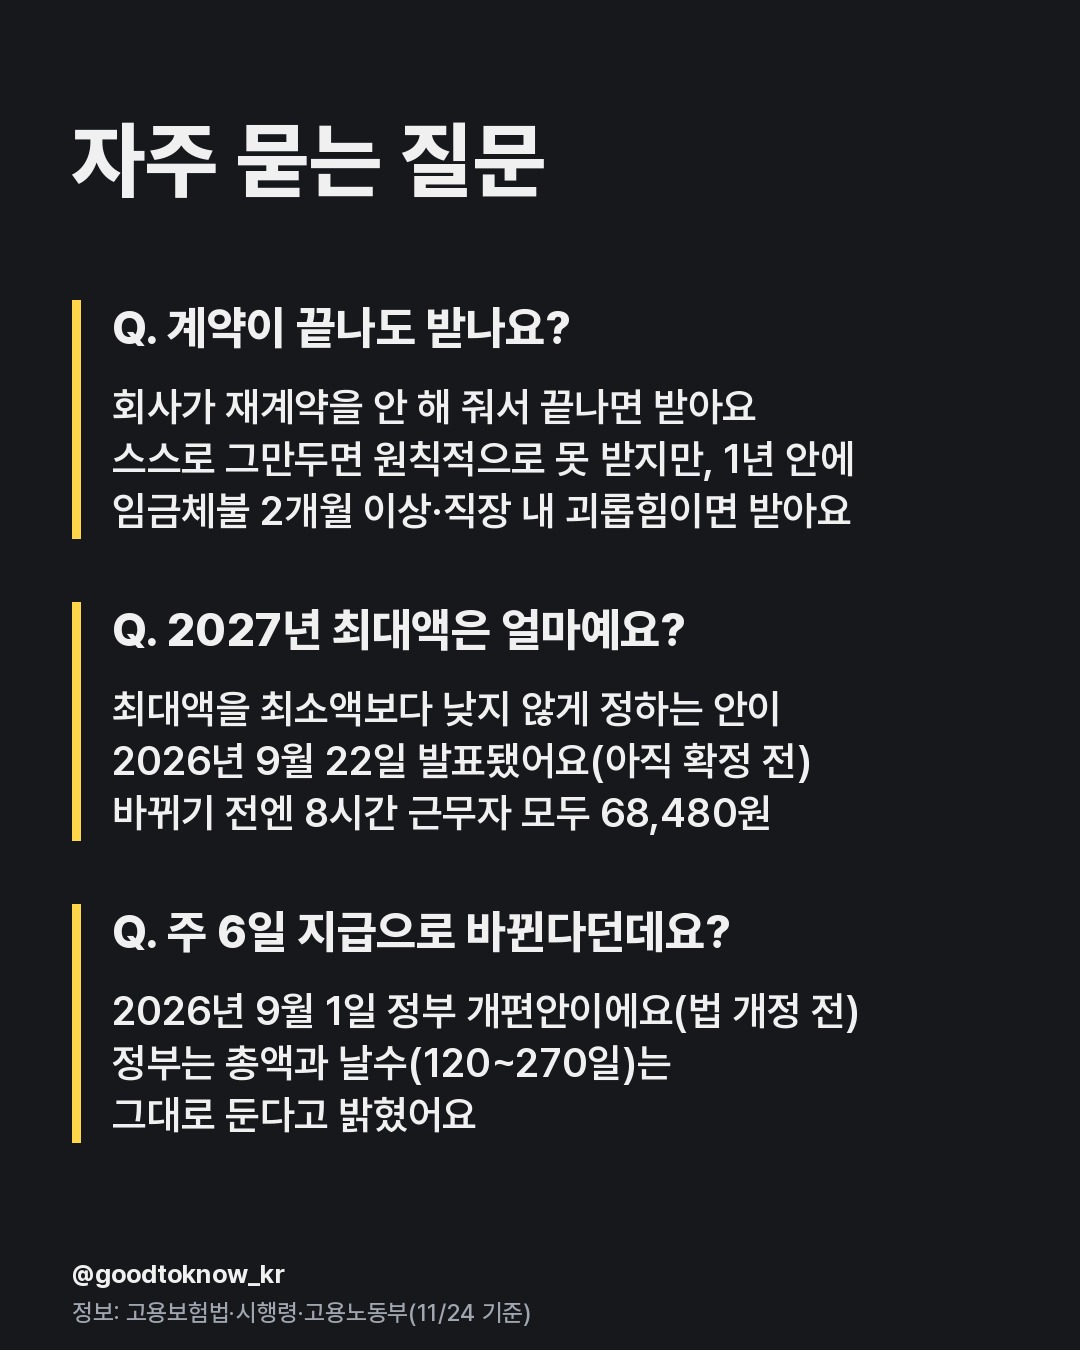 자주 묻는 질문
Q. 계약이 끝나도 받나요?
회사가 재계약을 안 해 줘서 끝나면 받아요
스스로 그만두면 원칙적으로 못 받지만, 1년 안에
임금체불 2개월 이상·직장 내 괴롭힘이면 받아요
Q. 2027년 최대액은 얼마예요?
최대액을 최소액보다 낮지 않게 정하는 안이
2026년 9월 22일 발표됐어요(아직 확정 전)
바뀌기 전엔 8시간 근무자 모두 68,480원
Q. 주 6일 지급으로 바뀐다던데요?
2026년 9월 1일 정부 개편안이에요(법 개정 전)
정부는 총액과 날수(120~270일)는
그대로 둔다고 밝혔어요
@goodtoknow_kr
정보: 고용보험법·시행령·고용노동부(11/24 기준)